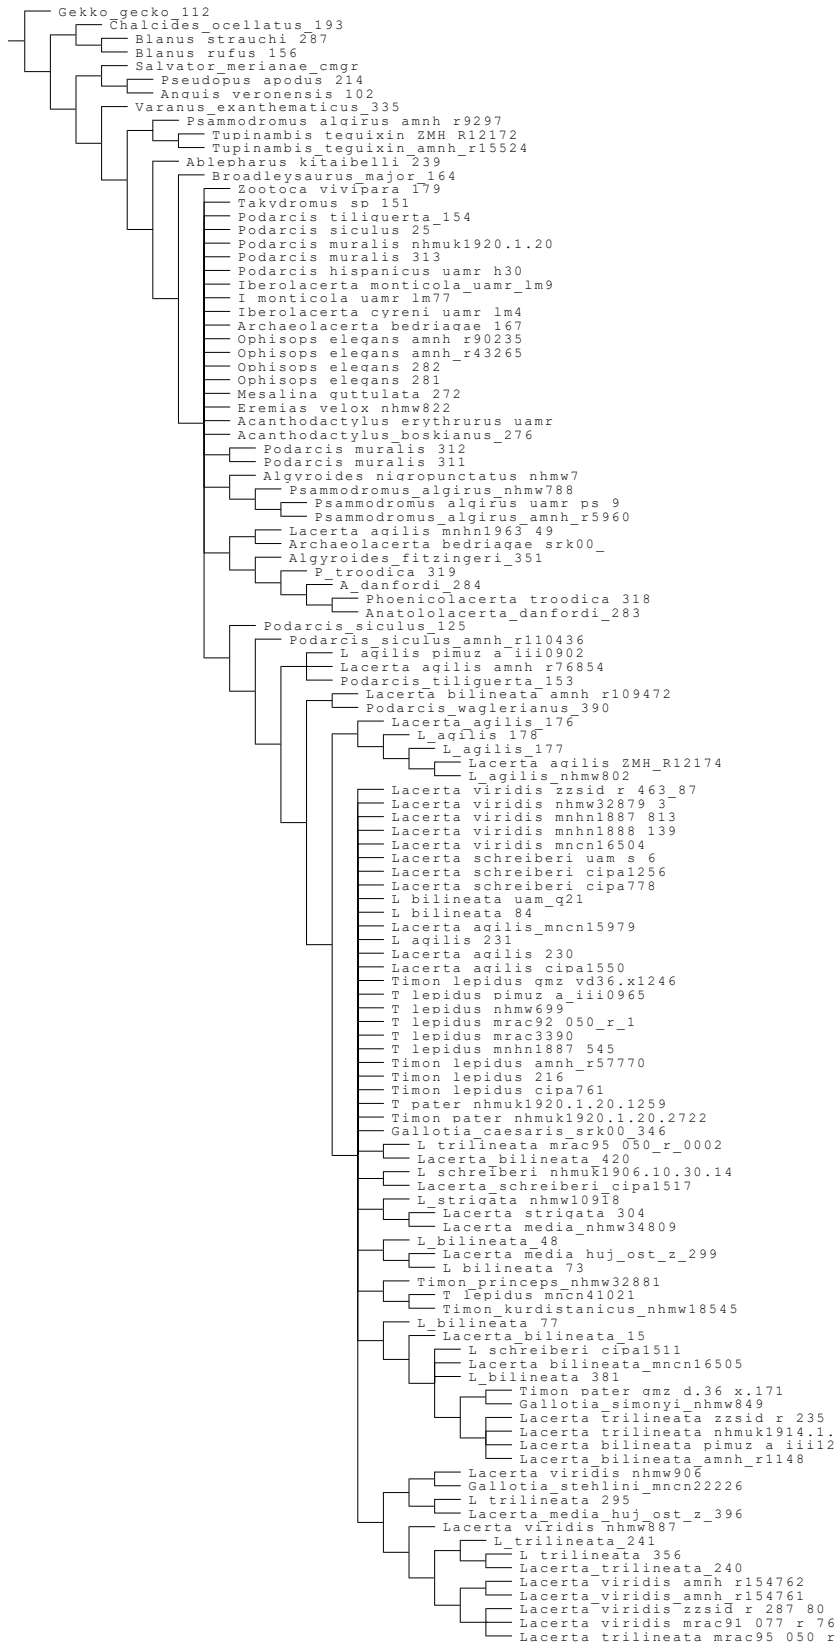 Gekko_gecko_112
Chalcides_ocellatus_193
Blanus_strauchi_287
Blanus_rufus_156
Salvator_merianae_cmgr
Pseudopus_apodus_214
Anguis_veronensis_102
Varanus_exanthematicus_335
Psammodromus_algirus_amnh_r9297
Tupinambis_teguixin_ZMH_R12172
Tupinambis_teguixin_amnh_r15524
Ablepharus_kitaibelli_239
Broadleysaurus_major_164
Zootoca_vivipara_179
Takydromus_sp_151
Podarcis_tiliguerta_154
Podarcis_siculus_25
Podarcis_muralis_nhmuk1920.1.20
Podarcis_muralis_313
Podarcis_hispanicus_uamr_h30
Iberolacerta_monticola_uamr_lm9
I_monticola_uamr_lm77
Iberolacerta_cyreni_uamr_lm4
Archaeolacerta_bedriagae_167
Ophisops_elegans_amnh_r90235
Ophisops_elegans_amnh_r43265
Ophisops_elegans_282
Ophisops_elegans_281
Mesalina_guttulata_272
Eremias_velox_nhmw822
Acanthodactylus_erythrurus_uamr
Acanthodactylus_boskianus_276
Podarcis_muralis_312
Podarcis_muralis_311
Algyroides_nigropunctatus_nhmw7
Psammodromus_algirus_nhmw788
Psammodromus_algirus_uamr_ps_9
Psammodromus_algirus_amnh_r5960
Lacerta_agilis_mnhn1963_49
Archaeolacerta_bedriagae_srk00_
Algyroides_fitzingeri_351
P_troodica_319
A_danfordi_284
Phoenicolacerta_troodica_318
Anatololacerta_danfordi_283
Podarcis_siculus_125
Podarcis_siculus_amnh_r110436
L_agilis_pimuz_a_iii0902
Lacerta_agilis_amnh_r76854
Podarcis_tiliguerta_153
Lacerta_bilineata_amnh_r109472
Podarcis_waglerianus_390
Lacerta_agilis_176
L_agilis_178
L_agilis_177
Lacerta_agilis_ZMH_R12174
L_agilis_nhmw802
Lacerta_viridis_zzsid_r_463_87
Lacerta_viridis_nhmw32879_3
Lacerta_viridis_mnhn1887_813
Lacerta_viridis_mnhn1888_139
Lacerta_viridis_mncn16504
Lacerta_schreiberi_uam_s_6
Lacerta_schreiberi_cipa1256
Lacerta_schreiberi_cipa778
L_bilineata_uam_q21
L_bilineata_84
Lacerta_agilis_mncn15979
L_agilis_231
Lacerta_agilis_230
Lacerta_agilis_cipa1550
Timon_lepidus_gmz_vd36.x1246
T_lepidus_pimuz_a_iii0965
T_lepidus_nhmw699
T_lepidus_mrac92_050_r_1
T_lepidus_mrac3390
T_lepidus_mnhn1887_545
Timon_lepidus_amnh_r57770
Timon_lepidus_216
Timon_lepidus_cipa761
T_pater_nhmuk1920.1.20.1259
Timon_pater_nhmuk1920.1.20.2722
Gallotia_caesaris_srk00_346
L_trilineata_mrac95_050_r_0002
Lacerta_bilineata_420
L_schreiberi_nhmuk1906.10.30.14
Lacerta_schreiberi_cipa1517
L_strigata_nhmw10918
Lacerta_strigata_304
Lacerta_media_nhmw34809
L_bilineata_48
Lacerta_media_huj_ost_z_299
L_bilineata_73
Timon_princeps_nhmw32881
T_lepidus_mncn41021
Timon_kurdistanicus_nhmw18545
L_bilineata_77
Lacerta_bilineata_15
L_schreiberi_cipa1511
Lacerta_bilineata_mncn16505
L_bilineata_381
Timon_pater_gmz_d.36_x.171
Gallotia_simonyi_nhmw849
Lacerta_trilineata_zzsid_r_235
Lacerta_trilineata_nhmuk1914.1.
Lacerta_bilineata_pimuz_a_iii12
Lacerta_bilineata_amnh_r1148
Lacerta_viridis_nhmw906
Gallotia_stehlini_mncn22226
L_trilineata_295
Lacerta_media_huj_ost_z_396
Lacerta_viridis_nhmw887
L_trilineata_241
L_trilineata_356
Lacerta_trilineata_240
Lacerta_viridis_amnh_r154762
Lacerta_viridis_amnh_r154761
Lacerta_viridis_zzsid_r_287_80
Lacerta_viridis_mrac91_077_r_76
Lacerta_trilineata_mrac95_050_r